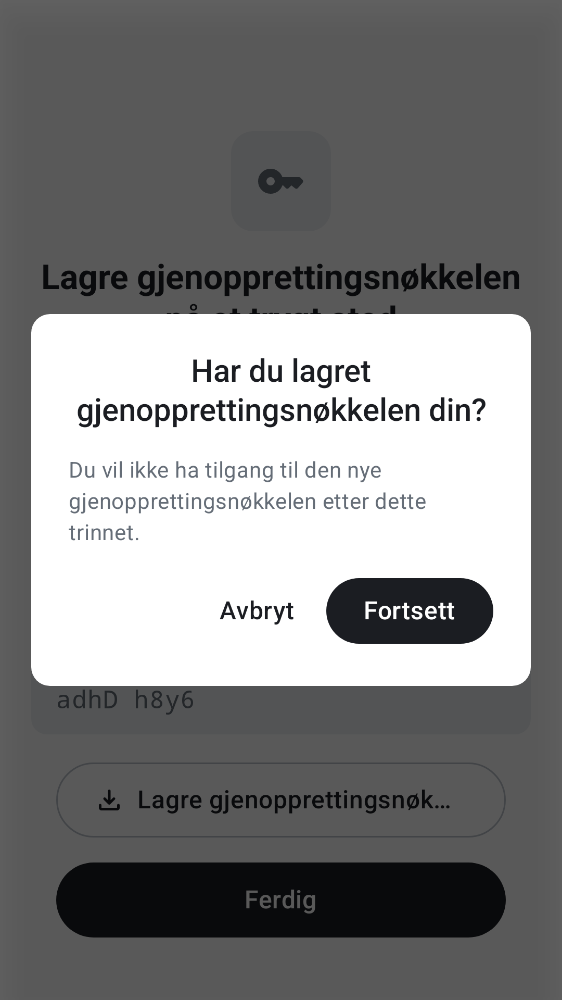 Lagre gjenopprettingsnøkkelen
Har du lagret
gjenopprettingsnøkkelen din?
Du vil ikke ha tilgang til den nye
gjenopprettingsnøkkelen etter dette
trinnet.
Avbryt
Fortsett
adhD h8y6
Lagre gjenopprettingsnøk…
Ferdig